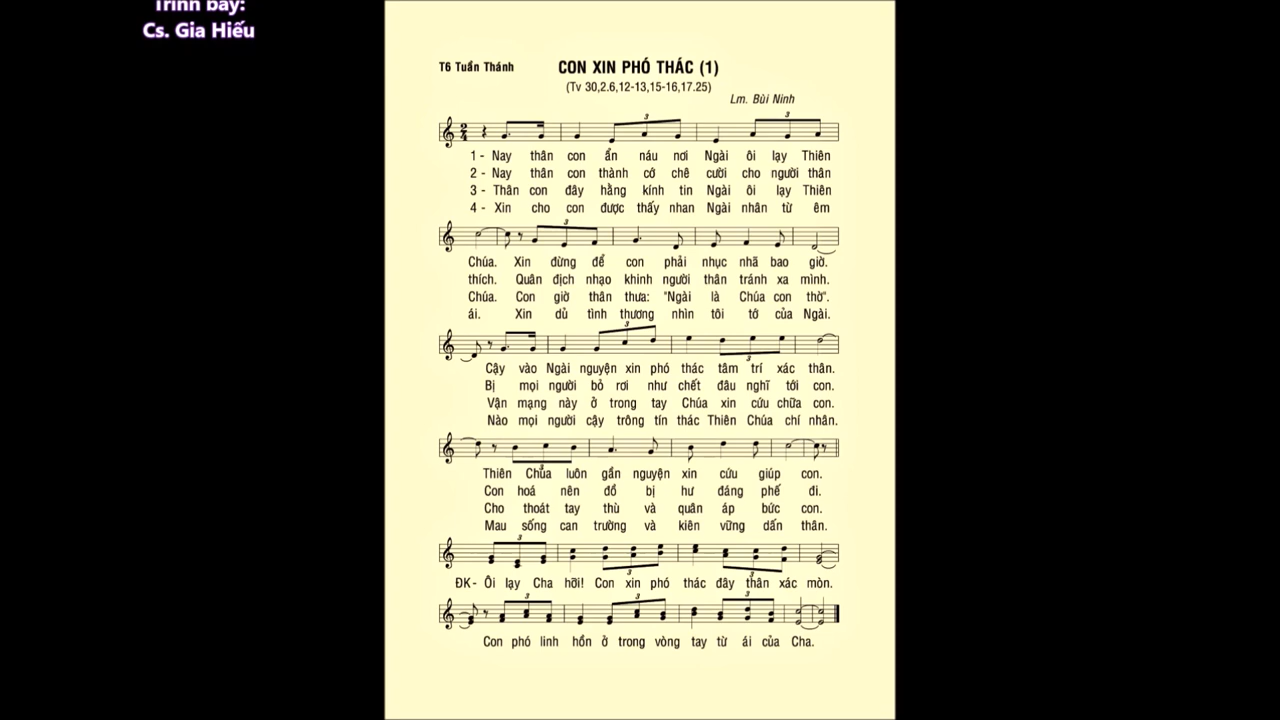 Trình bày:
Cs. Gia Hiếu
T6 Tuần Thánh
CON XIN PHÓ THÁC (1)
(Tv 30,2.6,12-13,15-16,17.25)
Lm. Bùi Ninh
1 - Nay thân con ẩn náu nơi Ngài ôi lạy Thiên
2 - Nay thân con thành cớ chê cười cho người thân
3 - Thân con đây hằng kính tin Ngài ôi lạy Thiên
4 - Xin cho con được thấy nhan Ngài nhân từ êm
Chúa. Xin đừng để con phải nhục nhã bao giờ.
thích. Quân địch nhạo khinh người thân tránh xa mình.
Chúa. Con giờ thân thưa: "Ngài là Chúa con thờ".
ái. Xin dủ tình thương nhìn tôi tớ của Ngài.
Cậy vào Ngài nguyện xin phó thác tâm trí xác thân.
Bị mọi người bỏ rơi như chết đâu nghĩ tới con.
Vận mạng này ở trong tay Chúa xin cứu chữa con.
Nào mọi người cậy trông tín thác Thiên Chúa chí nhân.
Thiên Chúa luôn gần nguyện xin cứu giúp con.
Con hoá nên đồ bị hư đáng phế đi.
Cho thoát tay thù và quân áp bức con.
Mau sống can trường và kiên vững dấn thân.
ĐK- Ôi lạy Cha hỡi! Con xin phó thác đây thân xác mòn.
Con phó linh hồn ở trong vòng tay từ ái của Cha.